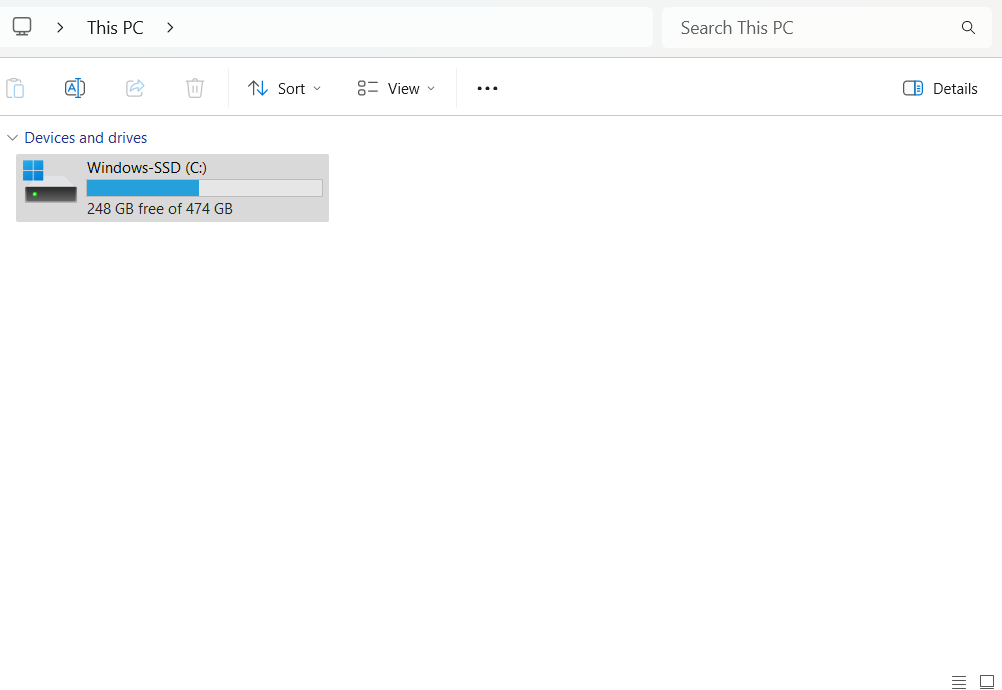 This PC
Search This PC
Sort
View
Details
Devices and drives
Windows-SSD (C:)
248 GB free of 474 GB